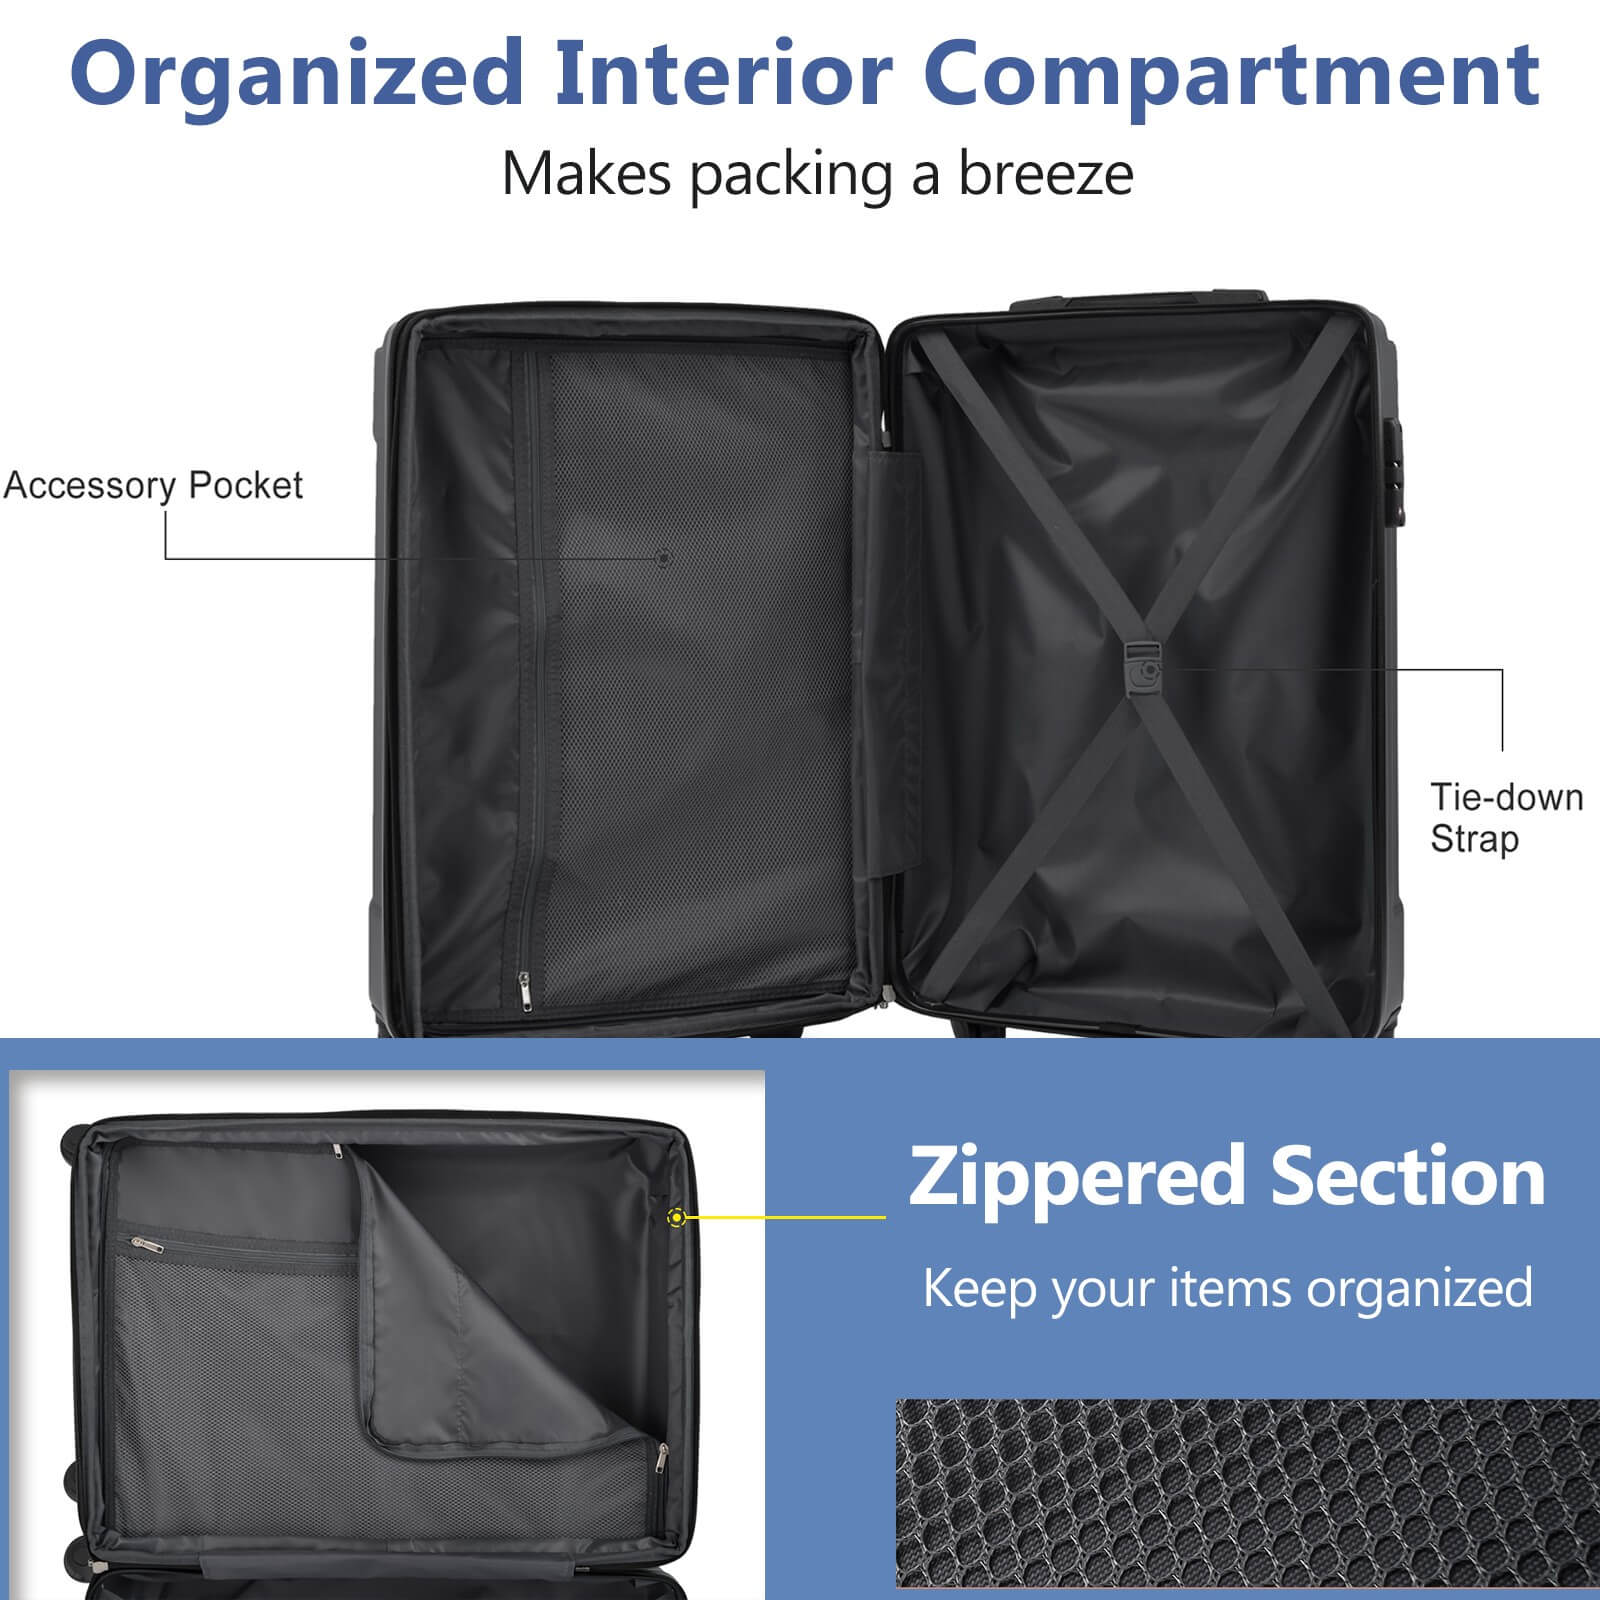 Organized Interior Compartment
Makes packing a breeze
Accessory Pocket
Tie-down
Strap
Zippered Section
Keep your items organized